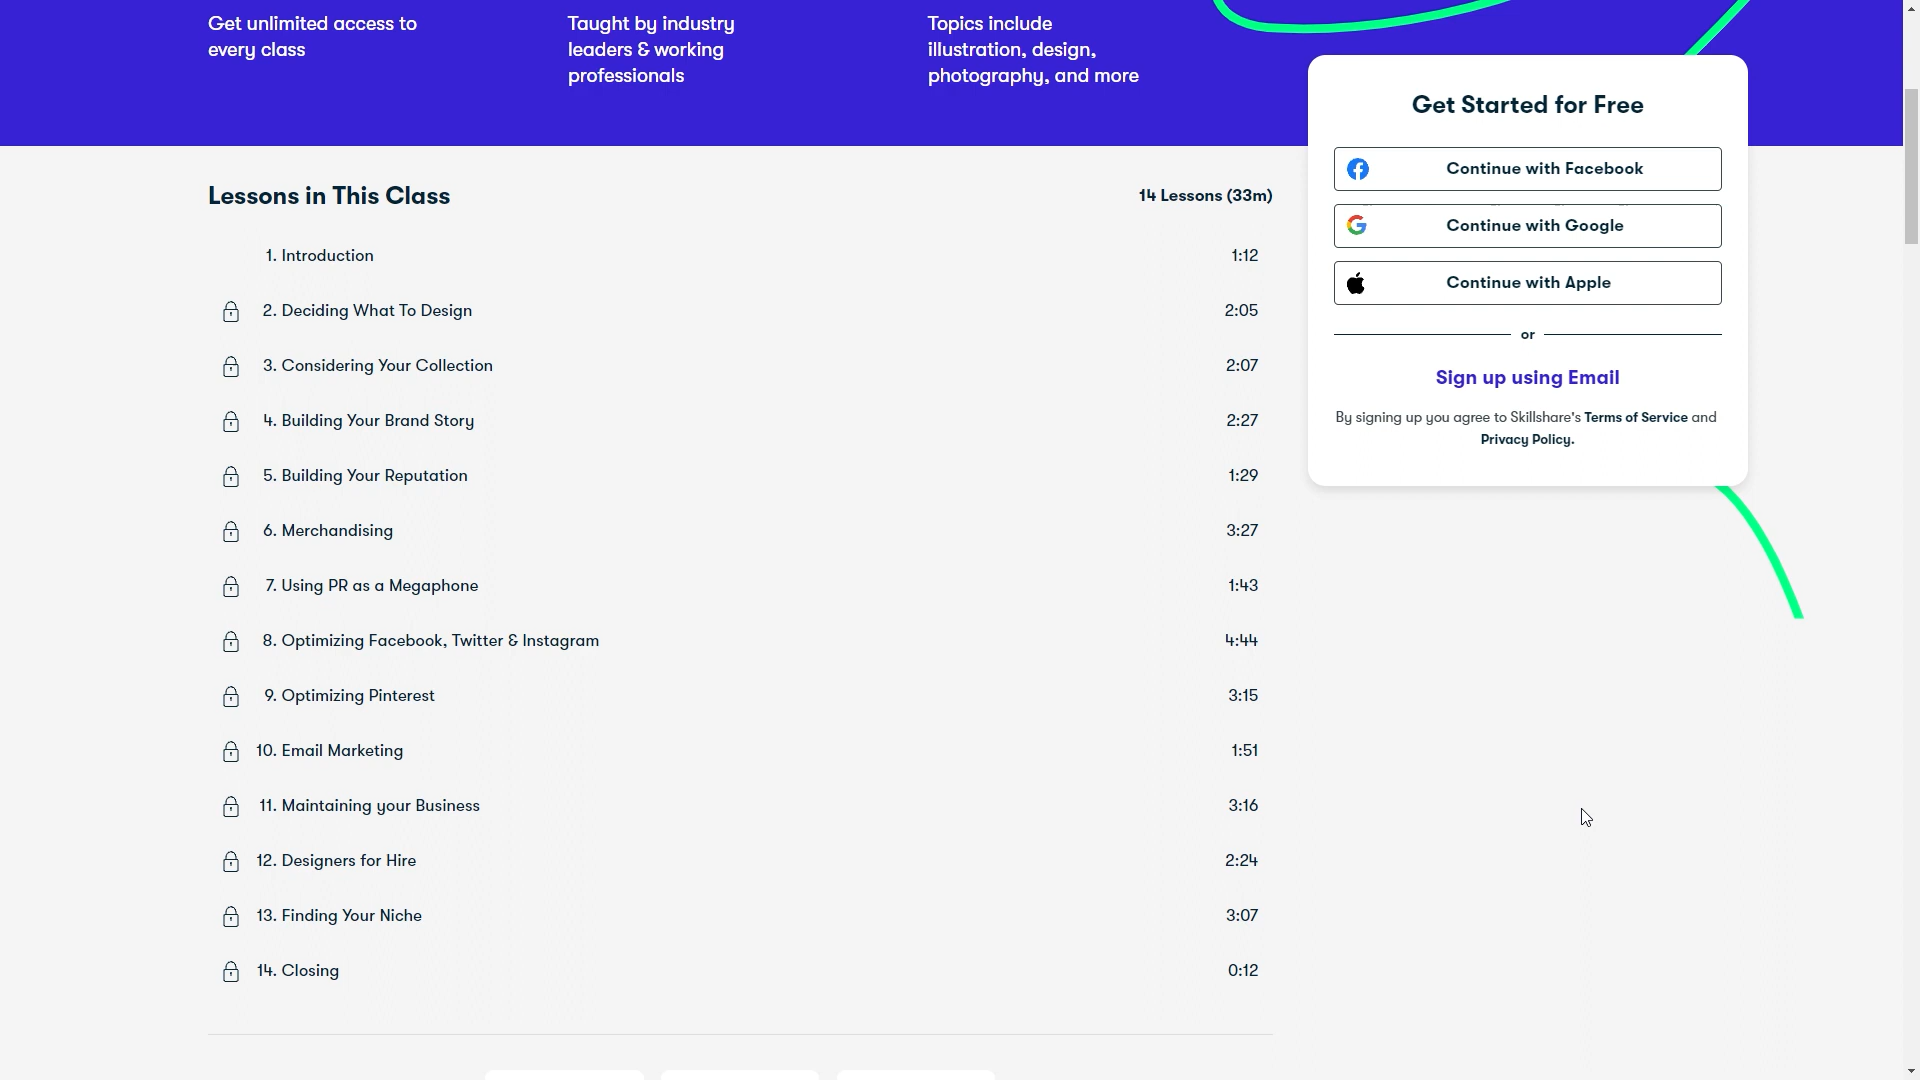 Get unlimited access to
every class
Taught by industry
leaders & working
professionals
Topics include
illustration, design,
photography, and more
Get Started for Free
Continue with Facebook
Continue with Google
Continue with Apple
or
Sign up using Email
By signing up you agree to Skillshare's Terms of Service and
Privacy Policy.
Lessons in This Class 14 Lessons (33m)
1. Introduction 1:12
2. Deciding What To Design 2:05
3. Considering Your Collection 2:07
4. Building Your Brand Story 2:27
5. Building Your Reputation 1:29
6. Merchandising 3:27
7. Using PR as a Megaphone 1:43
8. Optimizing Facebook, Twitter & Instagram 4:44
9. Optimizing Pinterest 3:15
10. Email Marketing 1:51
11. Maintaining your Business 3:16
12. Designers for Hire 2:24
13. Finding Your Niche 3:07
14. Closing 0:12